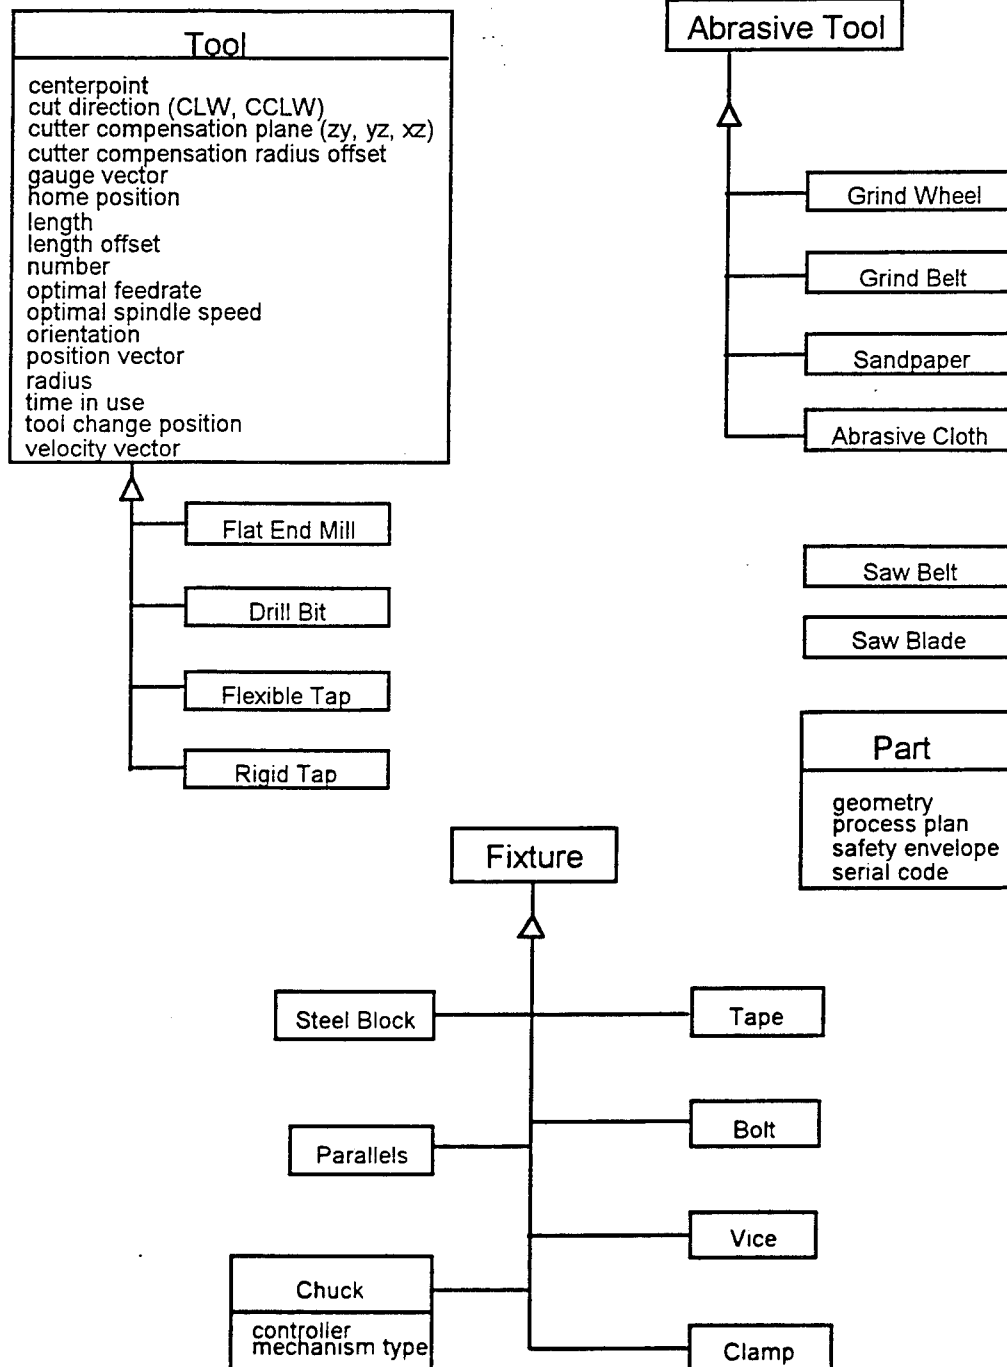 Tool
centerpoint
cut direction (CLW, CCLW)
cutter compensation plane (zy, yz, xz)
cutter compensation radius offset
gauge vector
home position
length
length offset
number
optimal feedrate
optimal spindle speed
orientation
position vector
radius
time in use
tool change position
velocity vector
Flat End Mill
Drill Bit
Flexible Tap
Rigid Tap
Abrasive Tool
Grind Wheel
Grind Belt
Sandpaper
Abrasive Cloth
Saw Belt
Saw Blade
Part
geometry
process plan
safety envelope
serial code
Fixture
Steel Block
Tape
Parallels
Bolt
Vice
Chuck
controller
mechanism type
Clamp